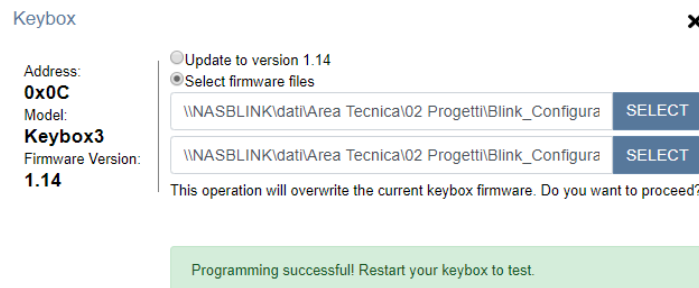 Keybox
Address:
0x0C
Model:
Keybox3
Firmware Version:
1.14
Update to version 1.14
Select firmware files
\\NASBLINK\dati\Area Tecnica\02 Progetti\Blink_Configura
SELECT
\\NASBLINK\dati\Area Tecnica\02 Progetti\Blink_Configura
SELECT
This operation will overwrite the current keybox firmware. Do you want to proceed?
Programming successful! Restart your keybox to test.